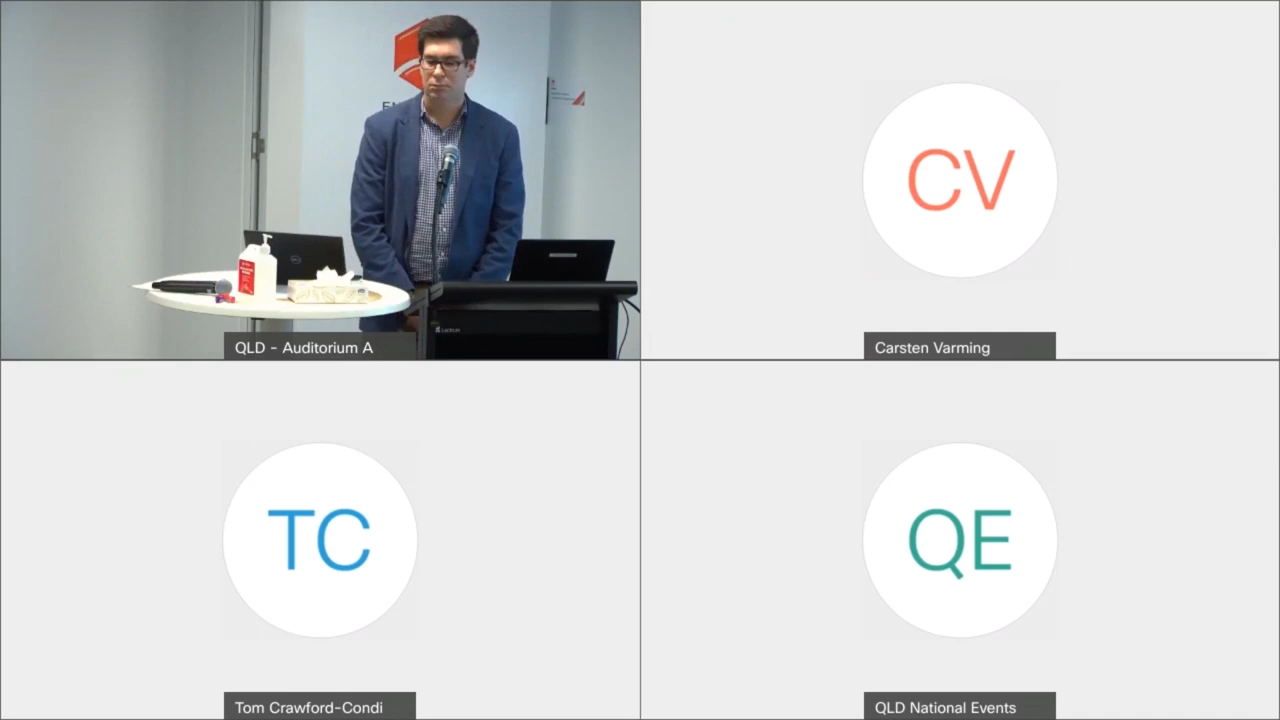 CV
QLD - Auditorium A
Carsten Varming
TC
QE
Tom Crawford-Condi
QLD National Events